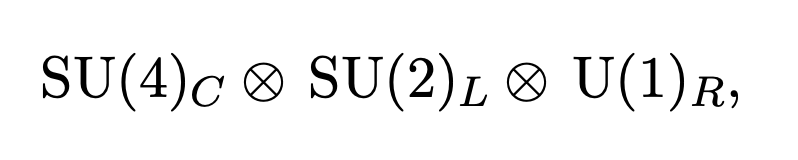 SU(4)_C ⊗ SU(2)_L ⊗ U(1)_R,